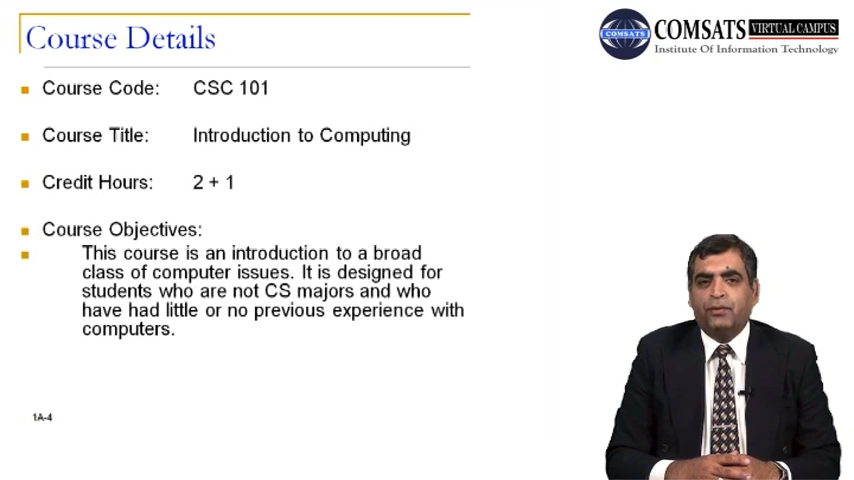 Course Details
COMSATS VIRTUAL CAMPUS
COMSATS
Institute Of Information Technology
Course Code: CSC 101
Course Title: Introduction to Computing
Credit Hours: 2 + 1
Course Objectives:
This course is an introduction to a broad
class of computer issues. It is designed for
students who are not CS majors and who
have had little or no previous experience with
computers.
1A-4